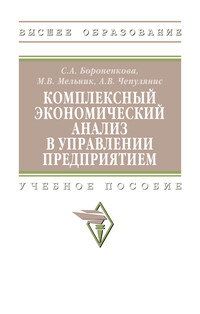 ВЫСШЕЕ ОБРАЗОВАНИЕ
С.А. Бороненкова,
М.В. Мельник, А.В. Чепулянис
КОМПЛЕКСНЫЙ
ЭКОНОМИЧЕСКИЙ
АНАЛИЗ
В УПРАВЛЕНИИ
ПРЕДПРИЯТИЕМ
УЧЕБНОЕ ПОСОБИЕ